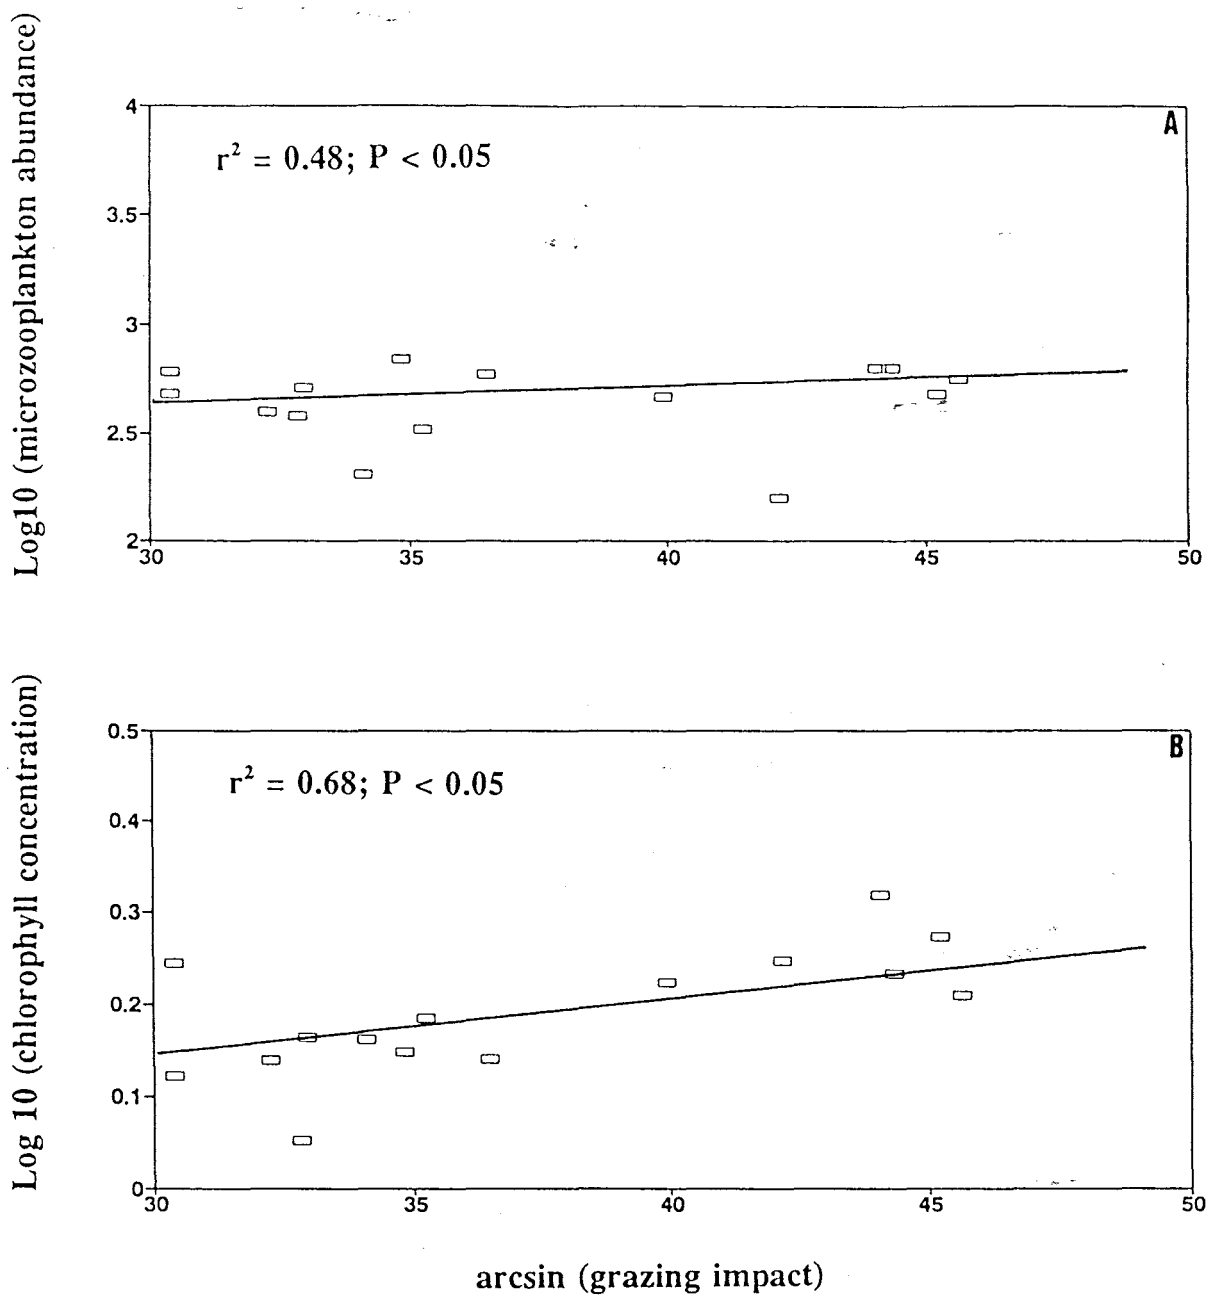 Log10 (microzooplankton abundance)
A
r² = 0.48; P < 0.05
4
3.5
3
2.5
2
30 35 40 45 50
Log 10 (chlorophyll concentration)
B
r² = 0.68; P < 0.05
0.5
0.4
0.3
0.2
0.1
0
30 35 40 45 50
arcsin (grazing impact)